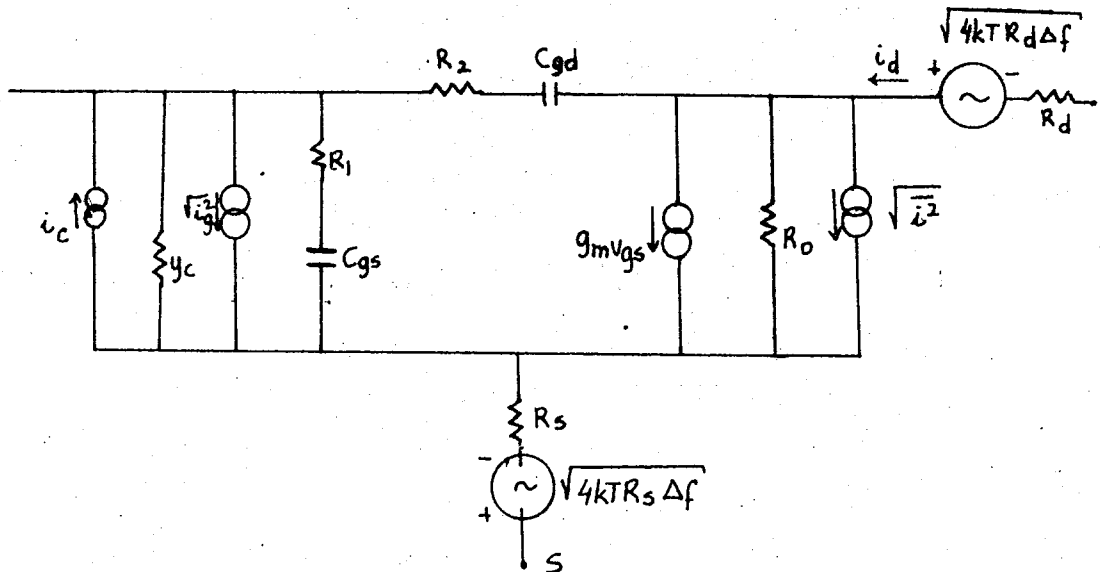 √4kTRdΔf
R2
Cgd
id
+
-
Rd
R1
ic
yc
√ig²
Cgs
gmvgs
R0
√i²
Rs
-
√4kTRsΔf
+
S